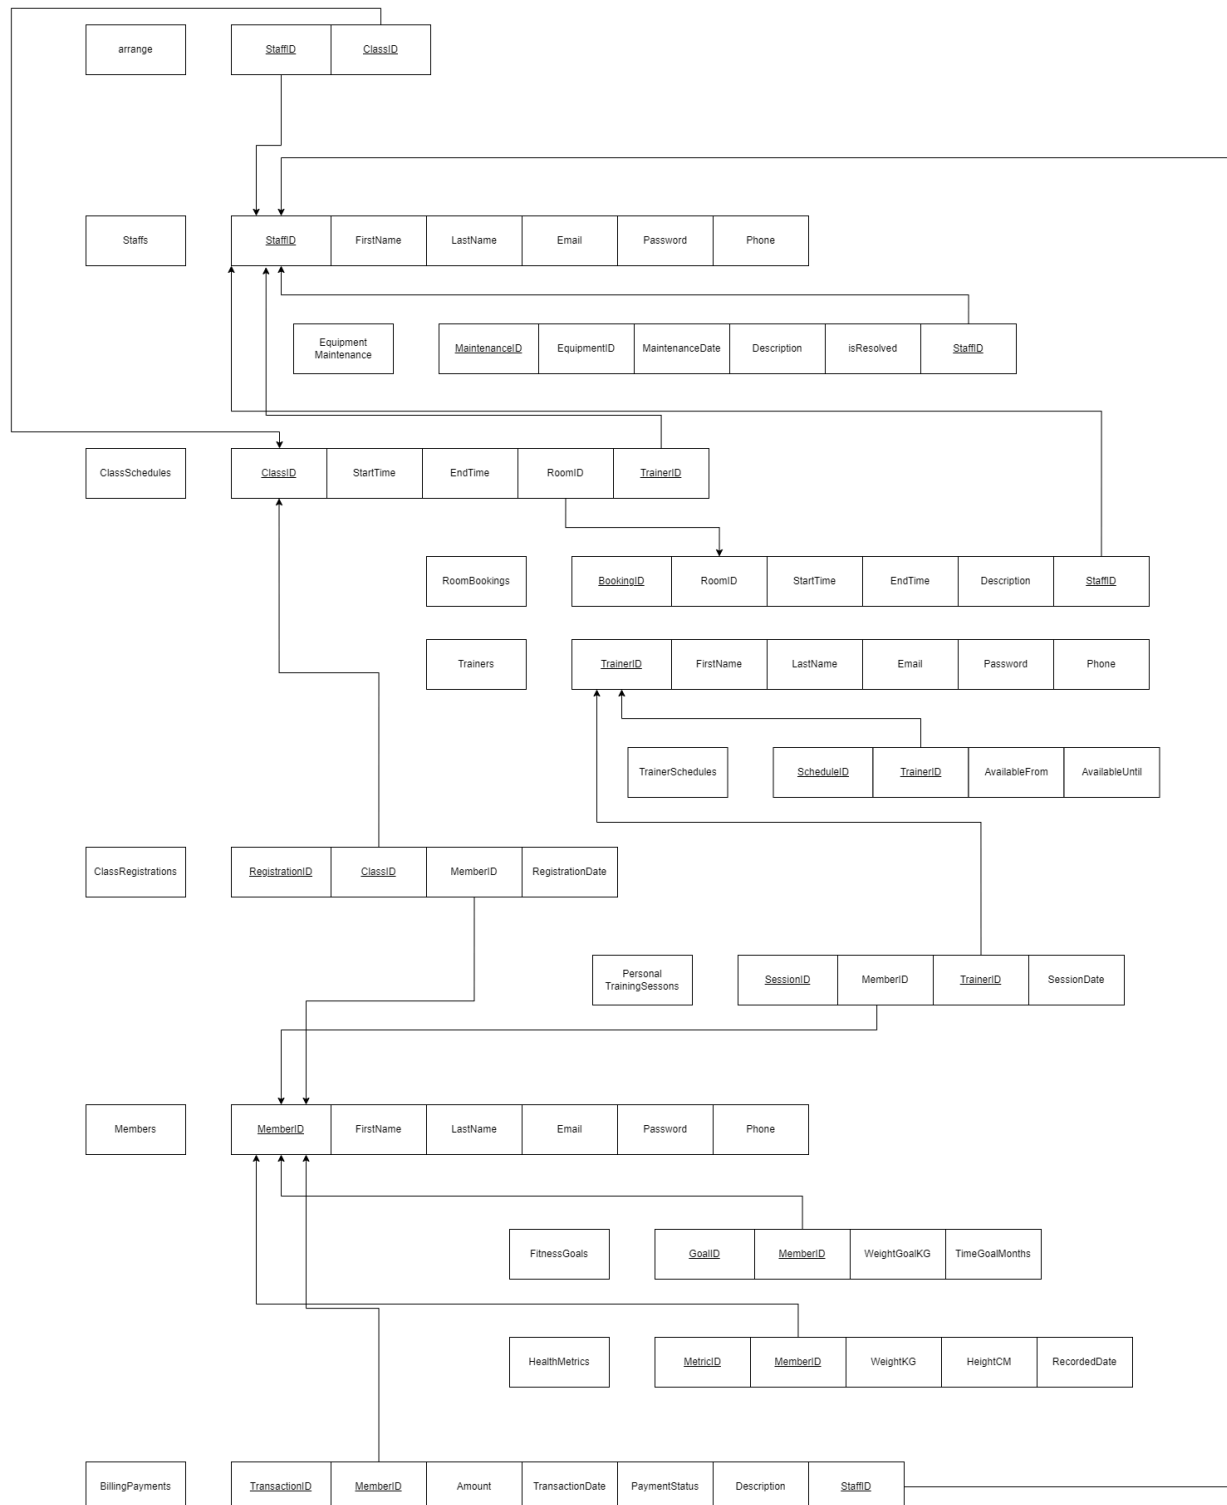 arrange
StaffID
ClassID
Staffs
StaffID
FirstName
LastName
Email
Password
Phone
Equipment
Maintenance
MaintenanceID
EquipmentID
MaintenanceDate
Description
isResolved
StaffID
ClassSchedules
ClassID
StartTime
EndTime
RoomID
TrainerID
RoomBookings
BookingID
RoomID
StartTime
EndTime
Description
StaffID
Trainers
TrainerID
FirstName
LastName
Email
Password
Phone
TrainerSchedules
ScheduleID
TrainerID
AvailableFrom
AvailableUntil
ClassRegistrations
RegistrationID
ClassID
MemberID
RegistrationDate
Personal
TrainingSessons
SessionID
MemberID
TrainerID
SessionDate
Members
MemberID
FirstName
LastName
Email
Password
Phone
FitnessGoals
GoalID
MemberID
WeightGoalKG
TimeGoalMonths
HealthMetrics
MetricID
MemberID
WeightKG
HeightCM
RecordedDate
BillingPayments
TransactionID
MemberID
Amount
TransactionDate
PaymentStatus
Description
StaffID